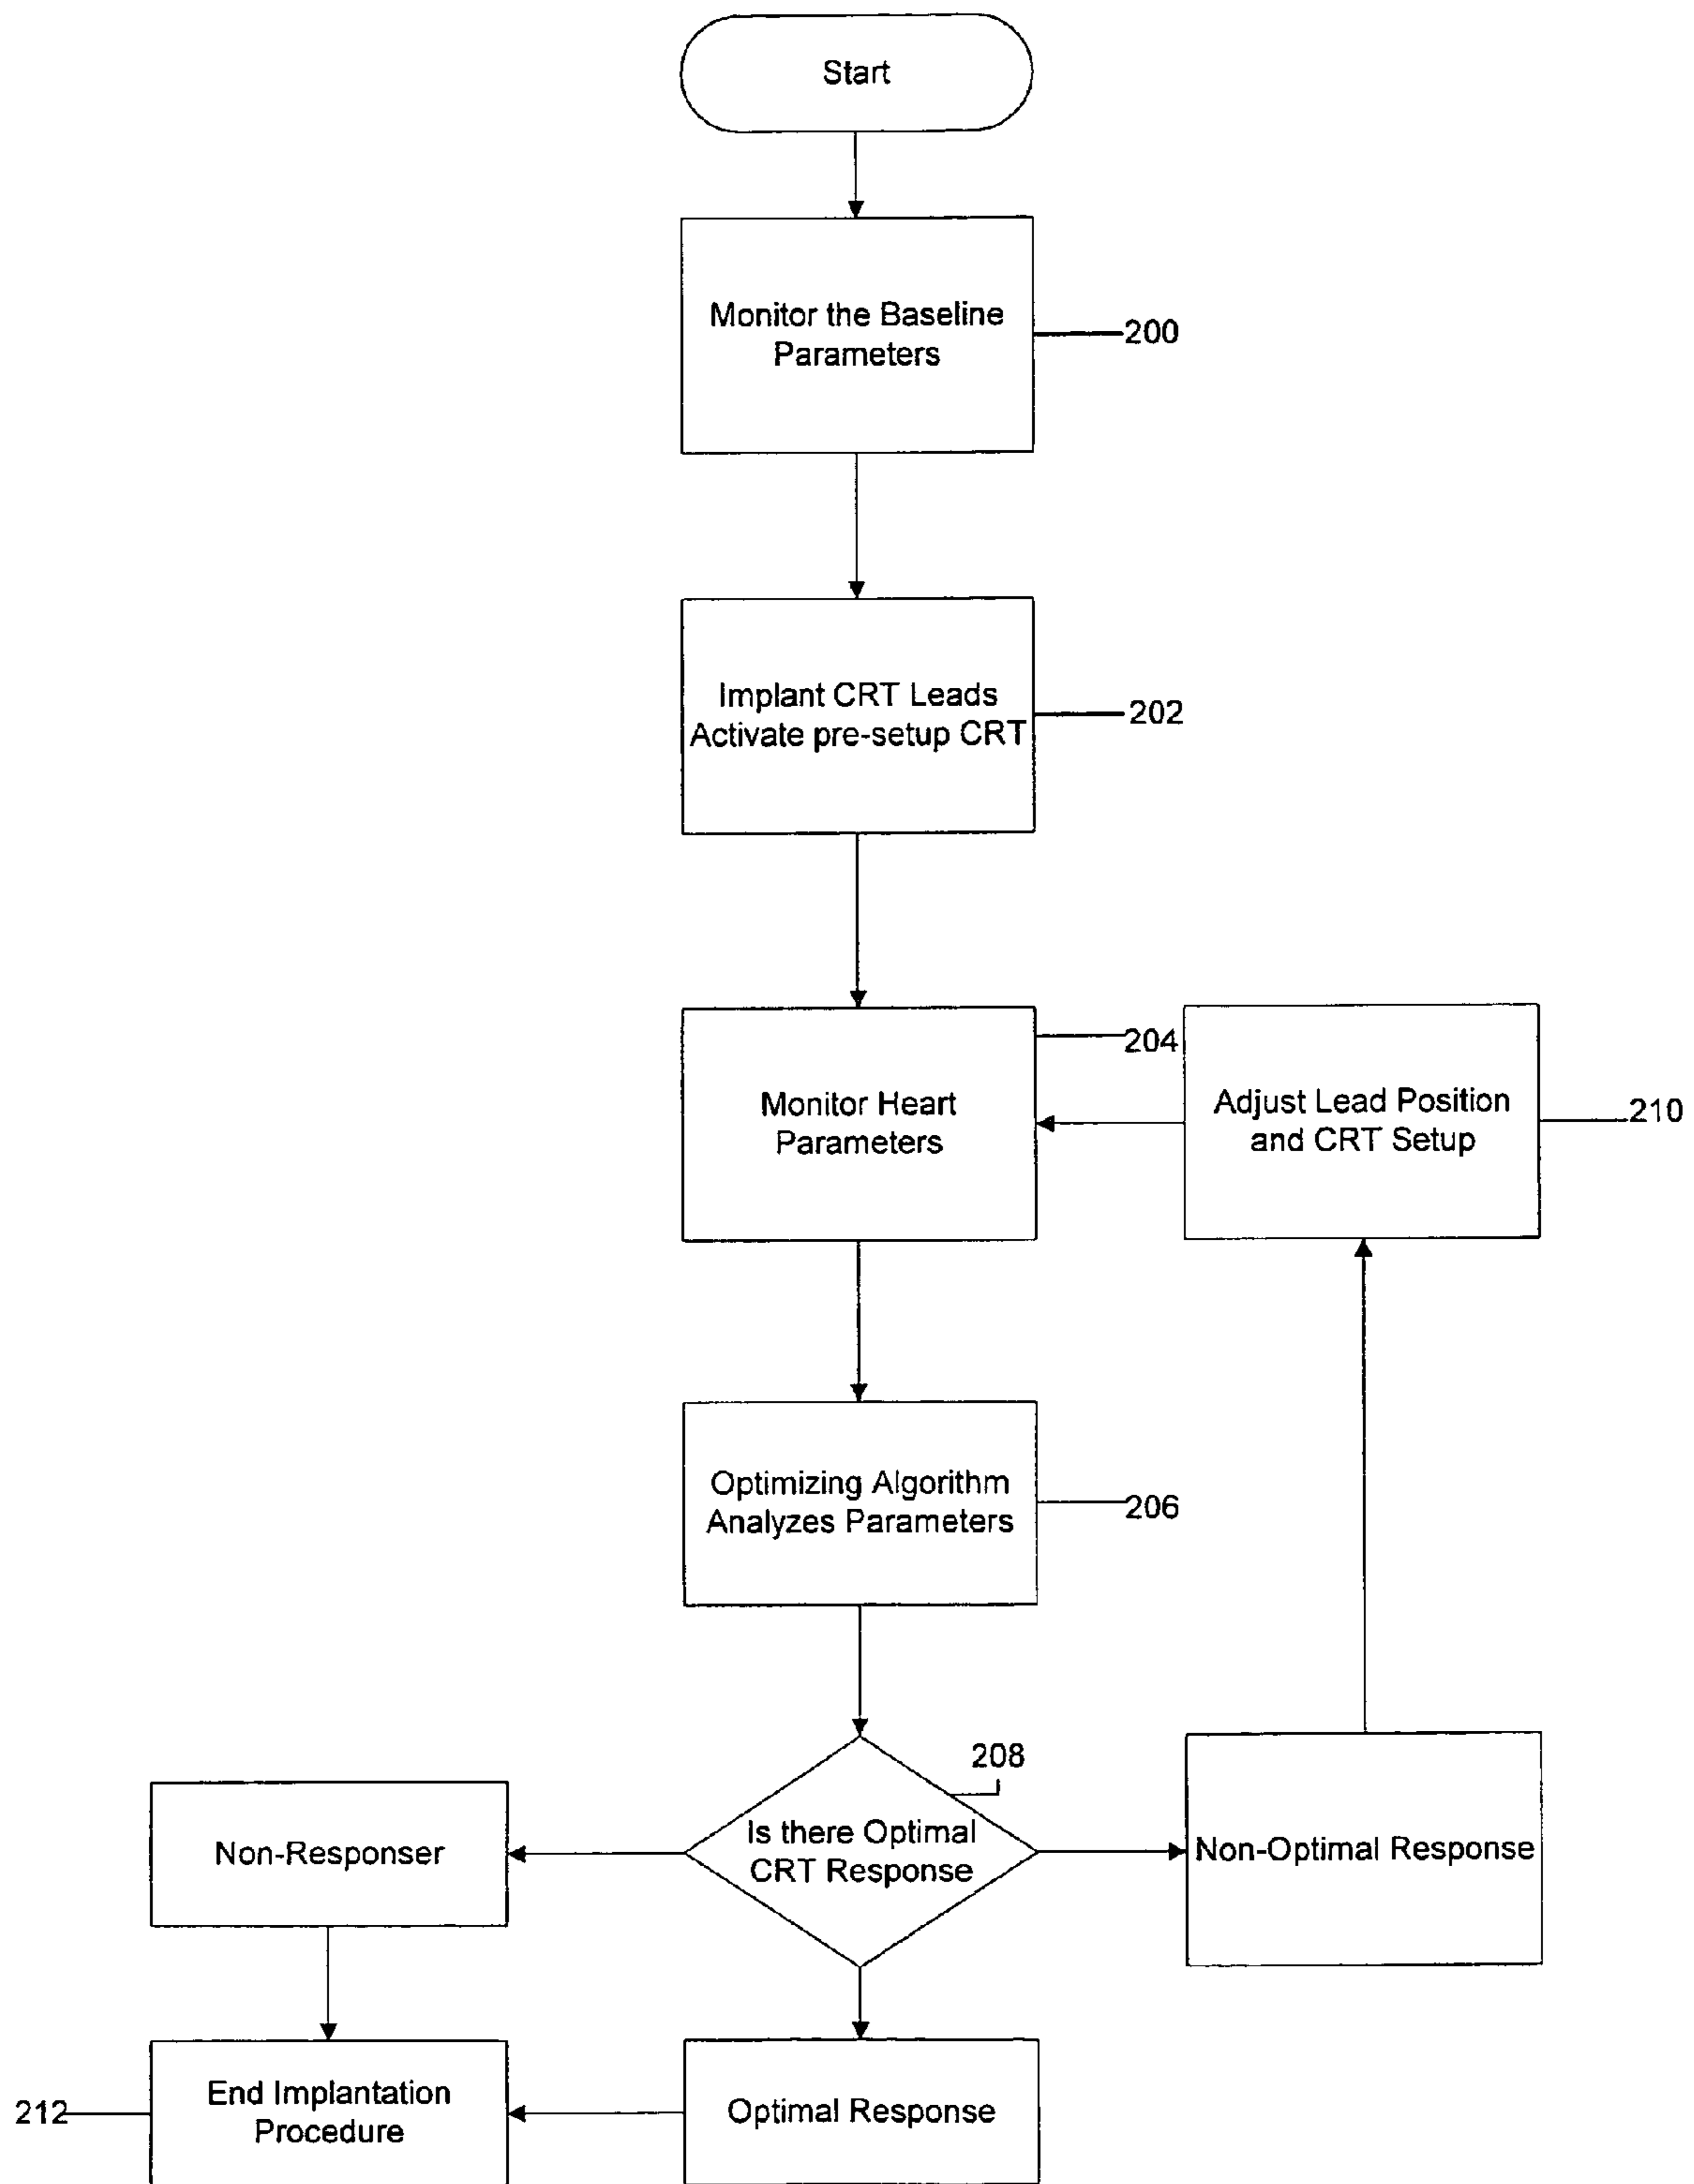 Start
Monitor the Baseline
Parameters
200
Implant CRT Leads
Activate pre-setup CRT
202
204
Monitor Heart
Parameters
Adjust Lead Position
and CRT Setup
210
Optimizing Algorithm
Analyzes Parameters
206
208
Is there Optimal
CRT Response
Non-Responser
Non-Optimal Response
212
End Implantation
Procedure
Optimal Response